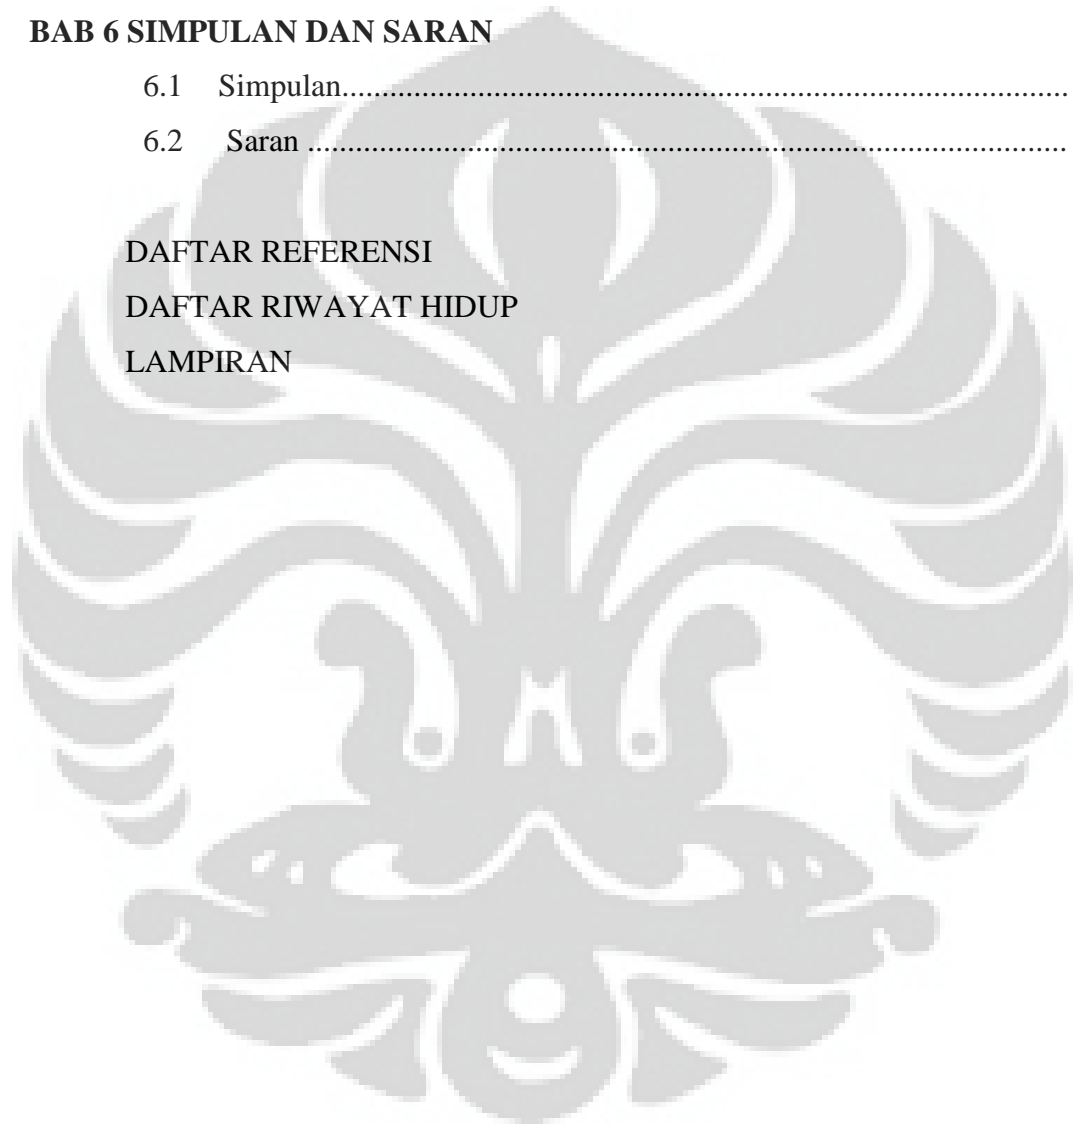 BAB 6 SIMPULAN DAN SARAN
6.1 Simpulan...........................................................................................
6.2 Saran ...............................................................................................
DAFTAR REFERENSI
DAFTAR RIWAYAT HIDUP
LAMPIRAN